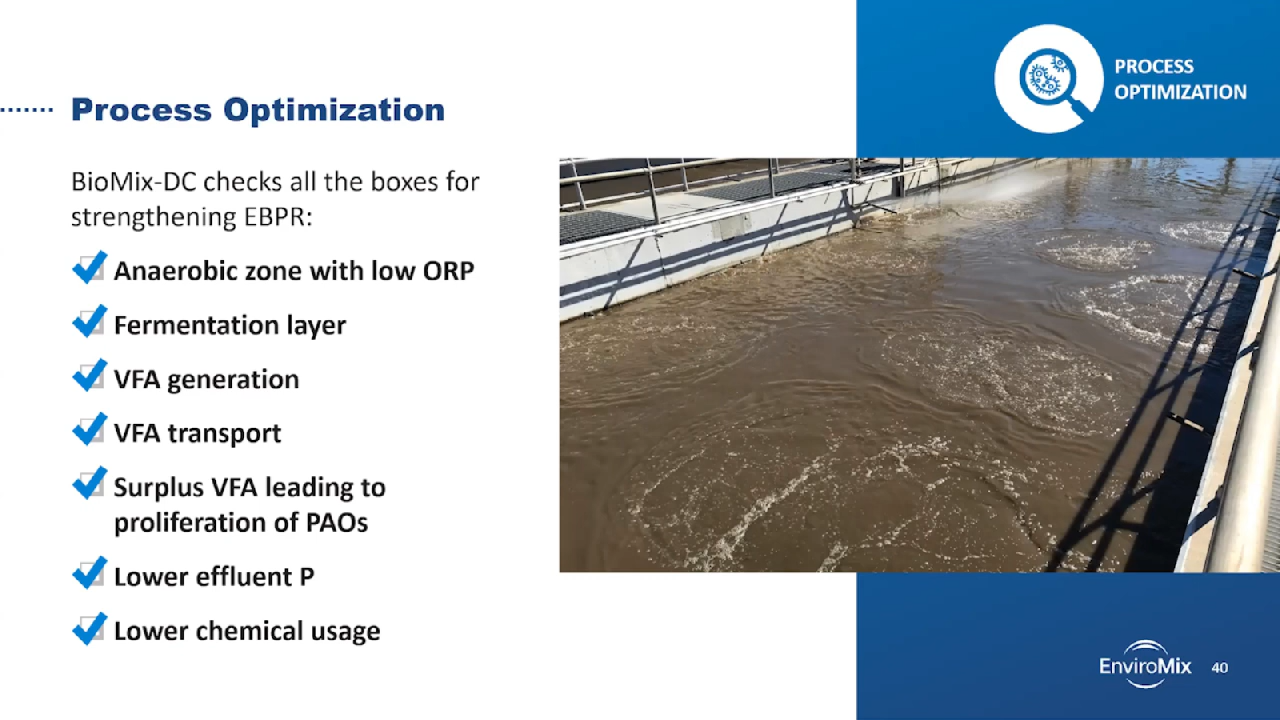 PROCESS
OPTIMIZATION
Process Optimization
BioMix-DC checks all the boxes for
strengthening EBPR:
Anaerobic zone with low ORP
Fermentation layer
VFA generation
VFA transport
Surplus VFA leading to
proliferation of PAOs
Lower effluent P
Lower chemical usage
EnviroMix
40